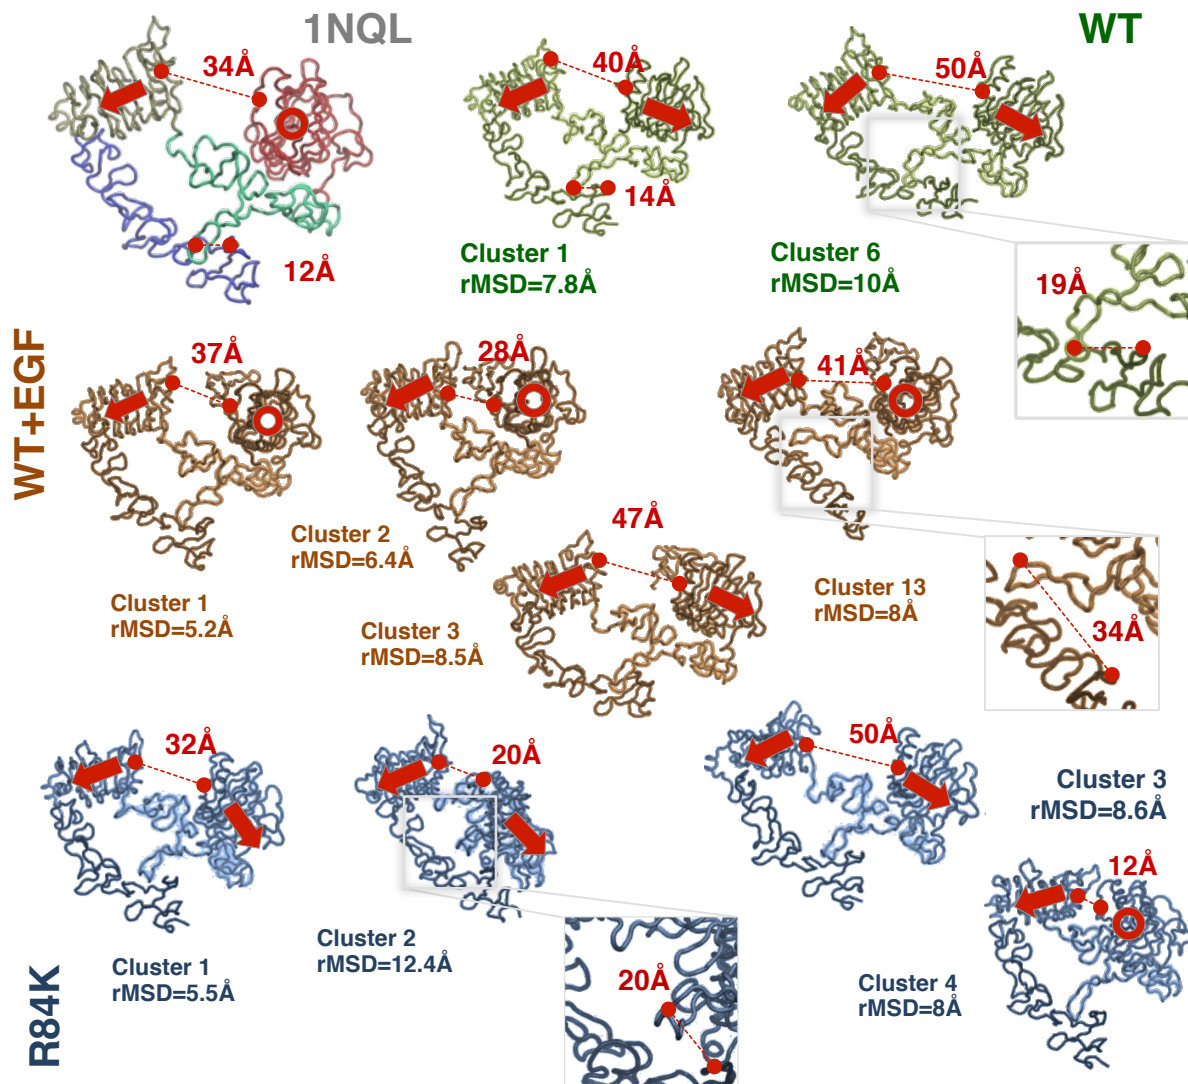 1NQL
WT
34Å
12Å
40Å
14Å
Cluster 1
rMSD=7.8Å
50Å
Cluster 6
rMSD=10Å
19Å
WT+EGF
37Å
Cluster 1
rMSD=5.2Å
28Å
Cluster 2
rMSD=6.4Å
47Å
Cluster 3
rMSD=8.5Å
41Å
Cluster 13
rMSD=8Å
34Å
R84K
32Å
Cluster 1
rMSD=5.5Å
20Å
Cluster 2
rMSD=12.4Å
20Å
50Å
Cluster 3
rMSD=8.6Å
12Å
Cluster 4
rMSD=8Å